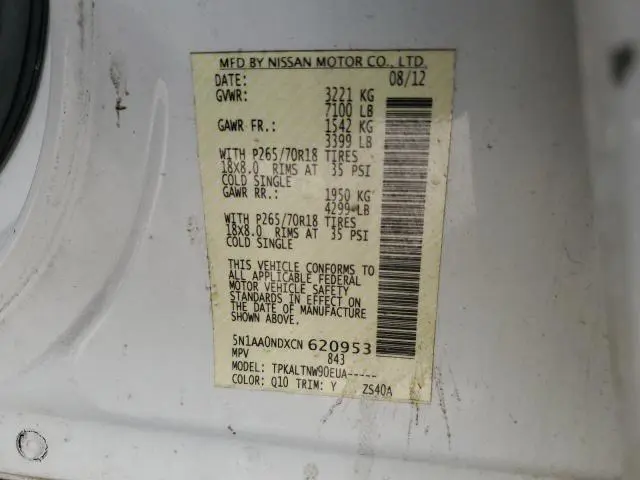 MFD BY NISSAN MOTOR CO., LTD.
DATE: 08/12
GVWR: 3221 KG
7100 LB
GAWR FR.: 1542 KG
3399 LB
WITH P265/70R18 TIRES
18X8.0 RIMS AT 35 PSI
COLD SINGLE
GAWR RR.: 1950 KG
4299 LB
WITH P265/70R18 TIRES
18X8.0 RIMS AT 35 PSI
COLD SINGLE
THIS VEHICLE CONFORMS TO
ALL APPLICABLE FEDERAL
MOTOR VEHICLE SAFETY
STANDARDS IN EFFECT ON
THE DATE OF MANUFACTURE
SHOWN ABOVE.
5N1AA0NDXCN 620953
MPV 843
MODEL: TPKALTNW90EUA-----
COLOR: Q10 TRIM: Y ZS40A